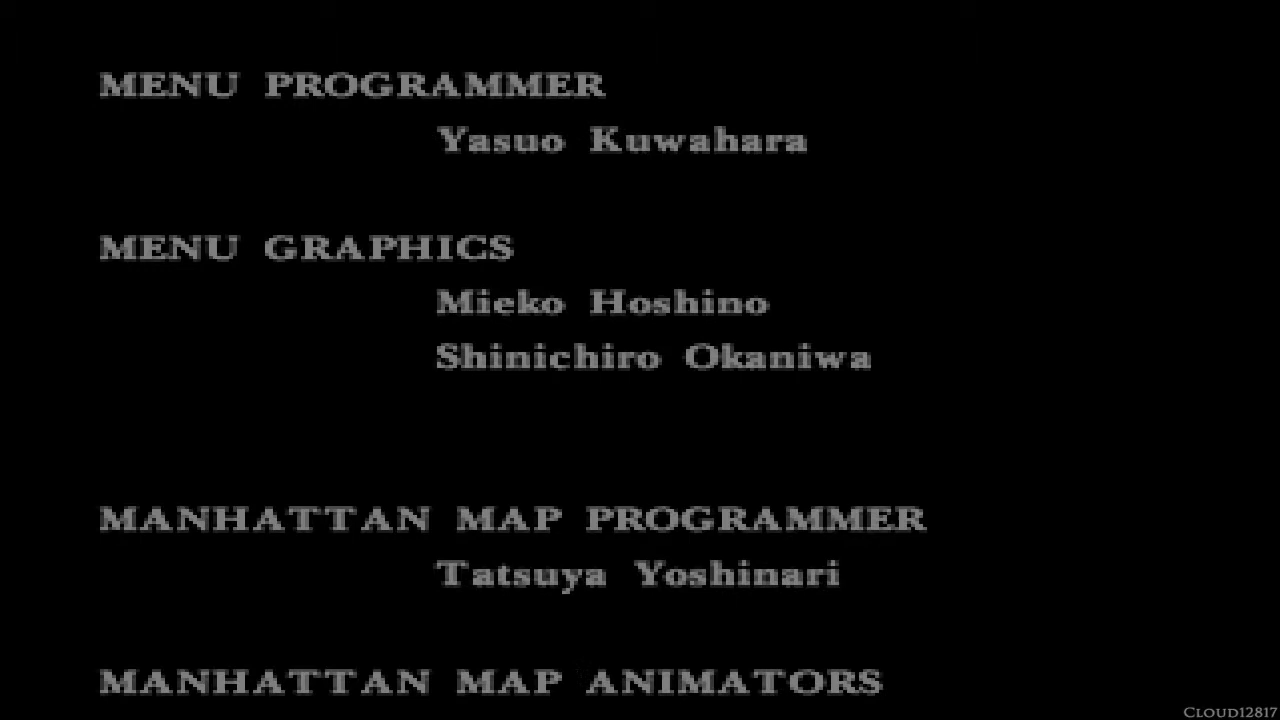 MENU PROGRAMMER
Yasuo Kuwahara
MENU GRAPHICS
Mieko Hoshino
Shinichiro Okaniwa
MANHATTAN MAP PROGRAMMER
Tatsuya Yoshinari
MANHATTAN MAP ANIMATORS
Cloud12817